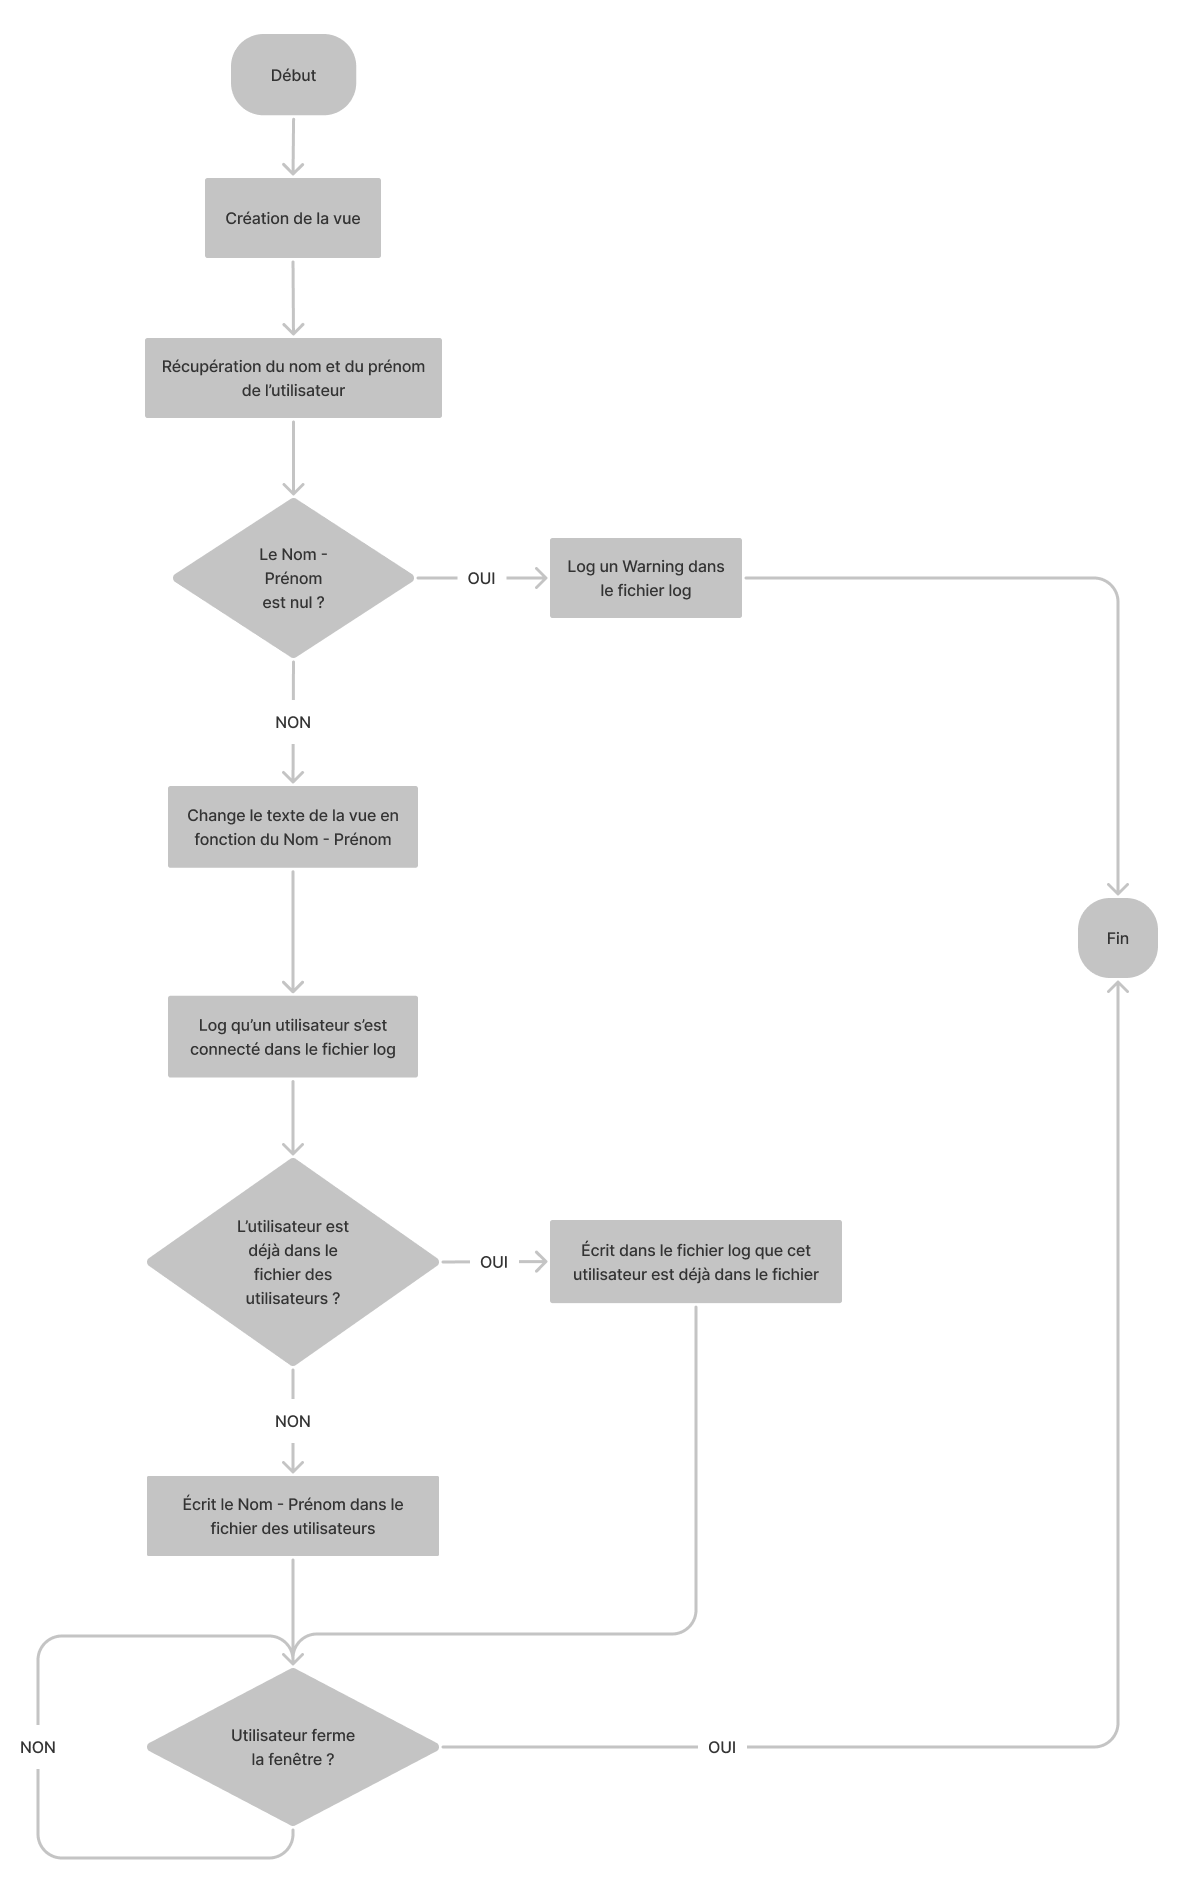 Début
Création de la vue
Récupération du nom et du prénom
de l’utilisateur
Le Nom -
Prénom
est nul ?
OUI
Log un Warning dans
le fichier log
NON
Change le texte de la vue en
fonction du Nom - Prénom
Fin
Log qu’un utilisateur s’est
connecté dans le fichier log
L’utilisateur est
déjà dans le
fichier des
utilisateurs ?
OUI
Écrit dans le fichier log que cet
utilisateur est déjà dans le fichier
NON
Écrit le Nom - Prénom dans le
fichier des utilisateurs
Utilisateur ferme
la fenêtre ?
NON
OUI